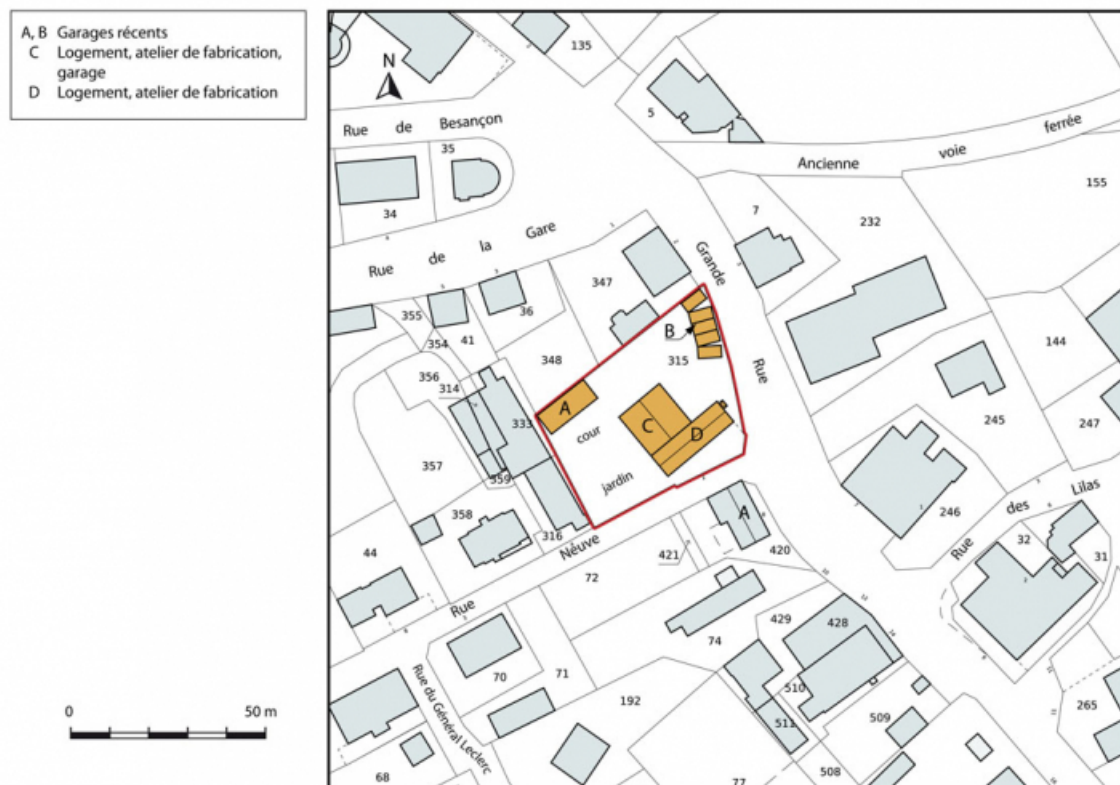 A, B Garages récents
C Logement, atelier de fabrication,
garage
D Logement, atelier de fabrication
N
135
5
Rue de Besançon
35
34
Ancienne voie ferrée
155
7
232
Rue de la Gare
Grande Rue
347
36
355
354
41
B
315
348
356
314
144
A
333
cour
C
D
245
247
357
359
jardin
358
316
Neuve
Rue
A
421
420
246
Rue des Lilas
32
31
44
72
429
428
74
70
71
Rue du Général Leclerc
192
510
511
509
265
0 50 m
68
77
508